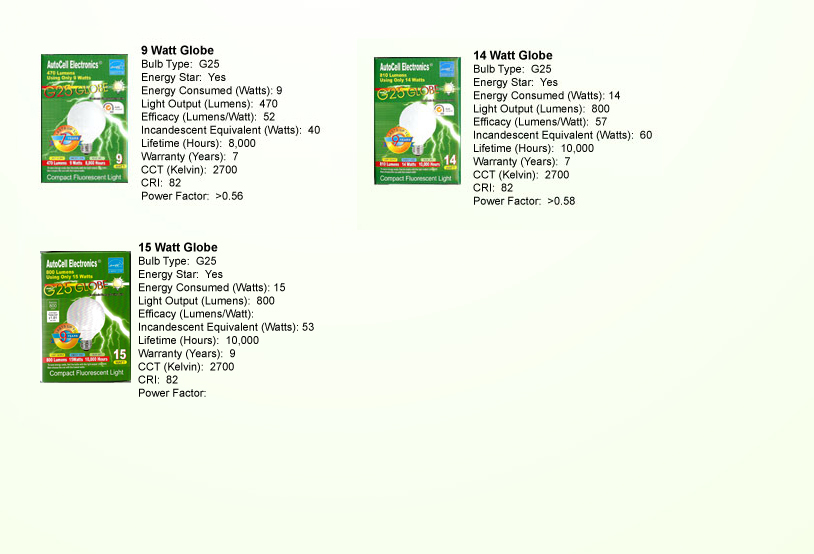 9 Watt Globe
Bulb Type: G25
Energy Star: Yes
Energy Consumed (Watts): 9
Light Output (Lumens): 470
Efficacy (Lumens/Watt): 52
Incandescent Equivalent (Watts): 40
Lifetime (Hours): 8,000
Warranty (Years): 7
CCT (Kelvin): 2700
CRI: 82
Power Factor: >0.56
AutoCell Electronics
470 Lumens
Using Only 9 Watts
G25 GLOBE
470 Lumens 9 Watts 8,000 Hours
9
Compact Fluorescent Light
14 Watt Globe
Bulb Type: G25
Energy Star: Yes
Energy Consumed (Watts): 14
Light Output (Lumens): 800
Efficacy (Lumens/Watt): 57
Incandescent Equivalent (Watts): 60
Lifetime (Hours): 10,000
Warranty (Years): 7
CCT (Kelvin): 2700
CRI: 82
Power Factor: >0.58
AutoCell Electronics
810 Lumens
Using Only 14 Watts
G25 GLOBE
810 Lumens 14 Watts 10,000 Hours
14
Compact Fluorescent Light
15 Watt Globe
Bulb Type: G25
Energy Star: Yes
Energy Consumed (Watts): 15
Light Output (Lumens): 800
Efficacy (Lumens/Watt):
Incandescent Equivalent (Watts): 53
Lifetime (Hours): 10,000
Warranty (Years): 9
CCT (Kelvin): 2700
CRI: 82
Power Factor:
AutoCell Electronics
800 Lumens
Using Only 15 Watts
G25 GLOBE
800 Lumens 15Watts 10,000 Hours
15
Compact Fluorescent Light